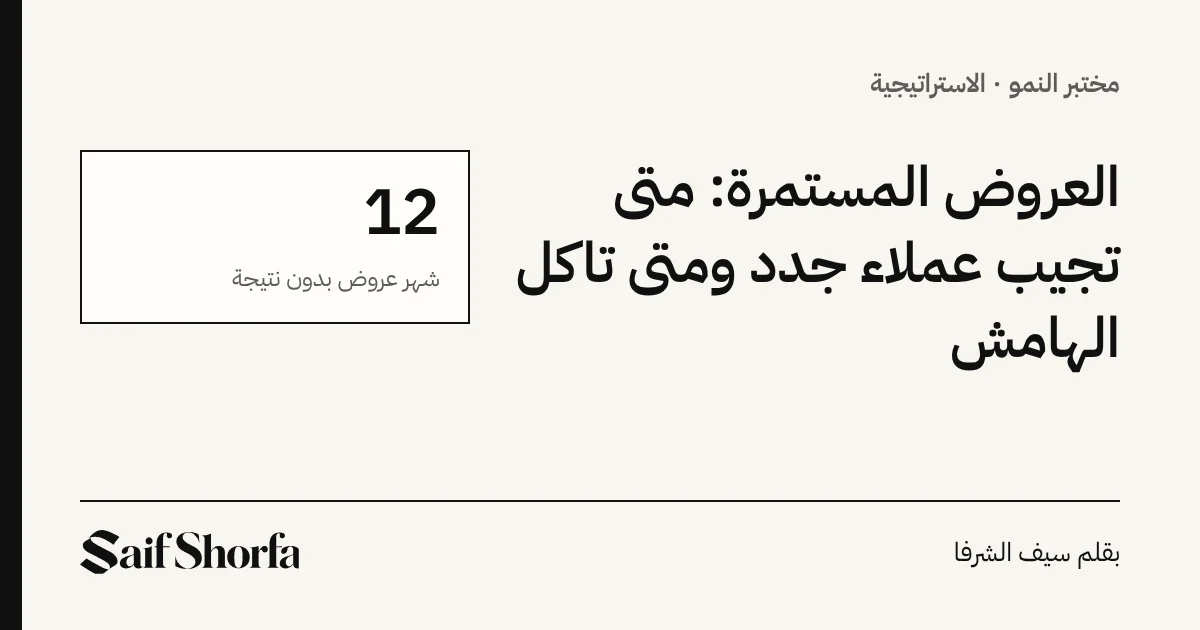 مختبر النمو · الاستراتيجية
العروض المستمرة: متى
تجيب عملاء جدد ومتى تاكل
الهامش
12
شهر عروض بدون نتيجة
بقلم سيف الشرفا
Saif Shorfa